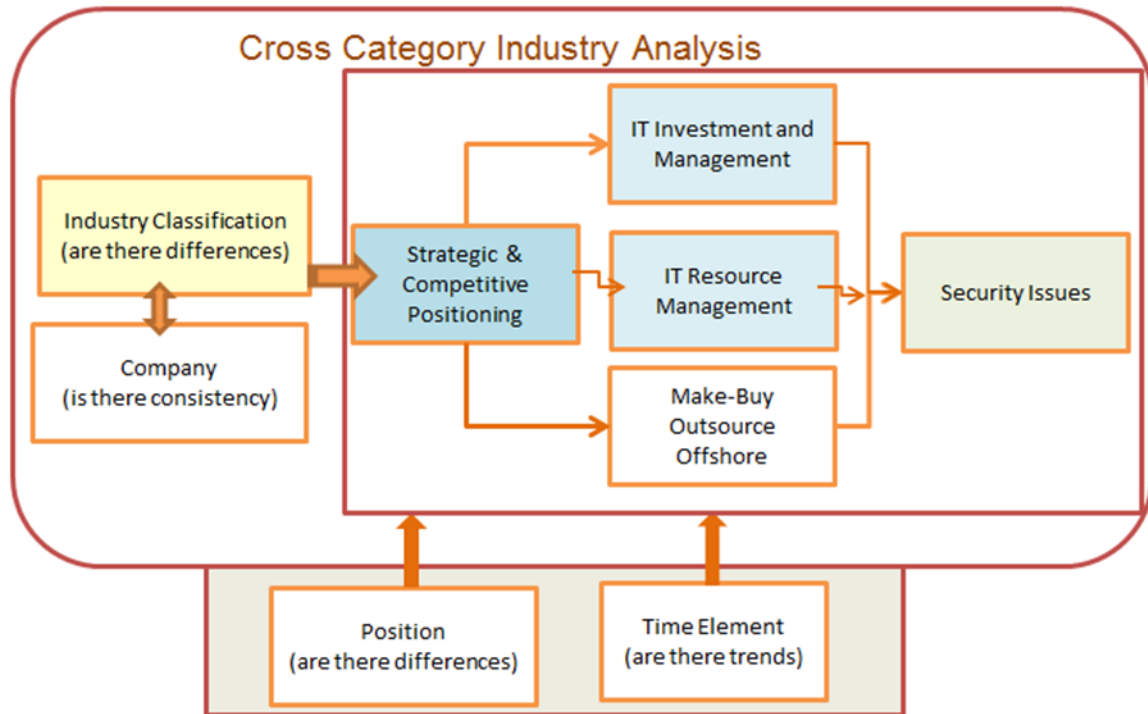 Cross Category Industry Analysis
IT Investment and
Management
Industry Classification
(are there differences)
Strategic &
Competitive
Positioning
IT Resource
Management
Security Issues
Company
(is there consistency)
Make-Buy
Outsource
Offshore
Position
(are there differences)
Time Element
(are there trends)